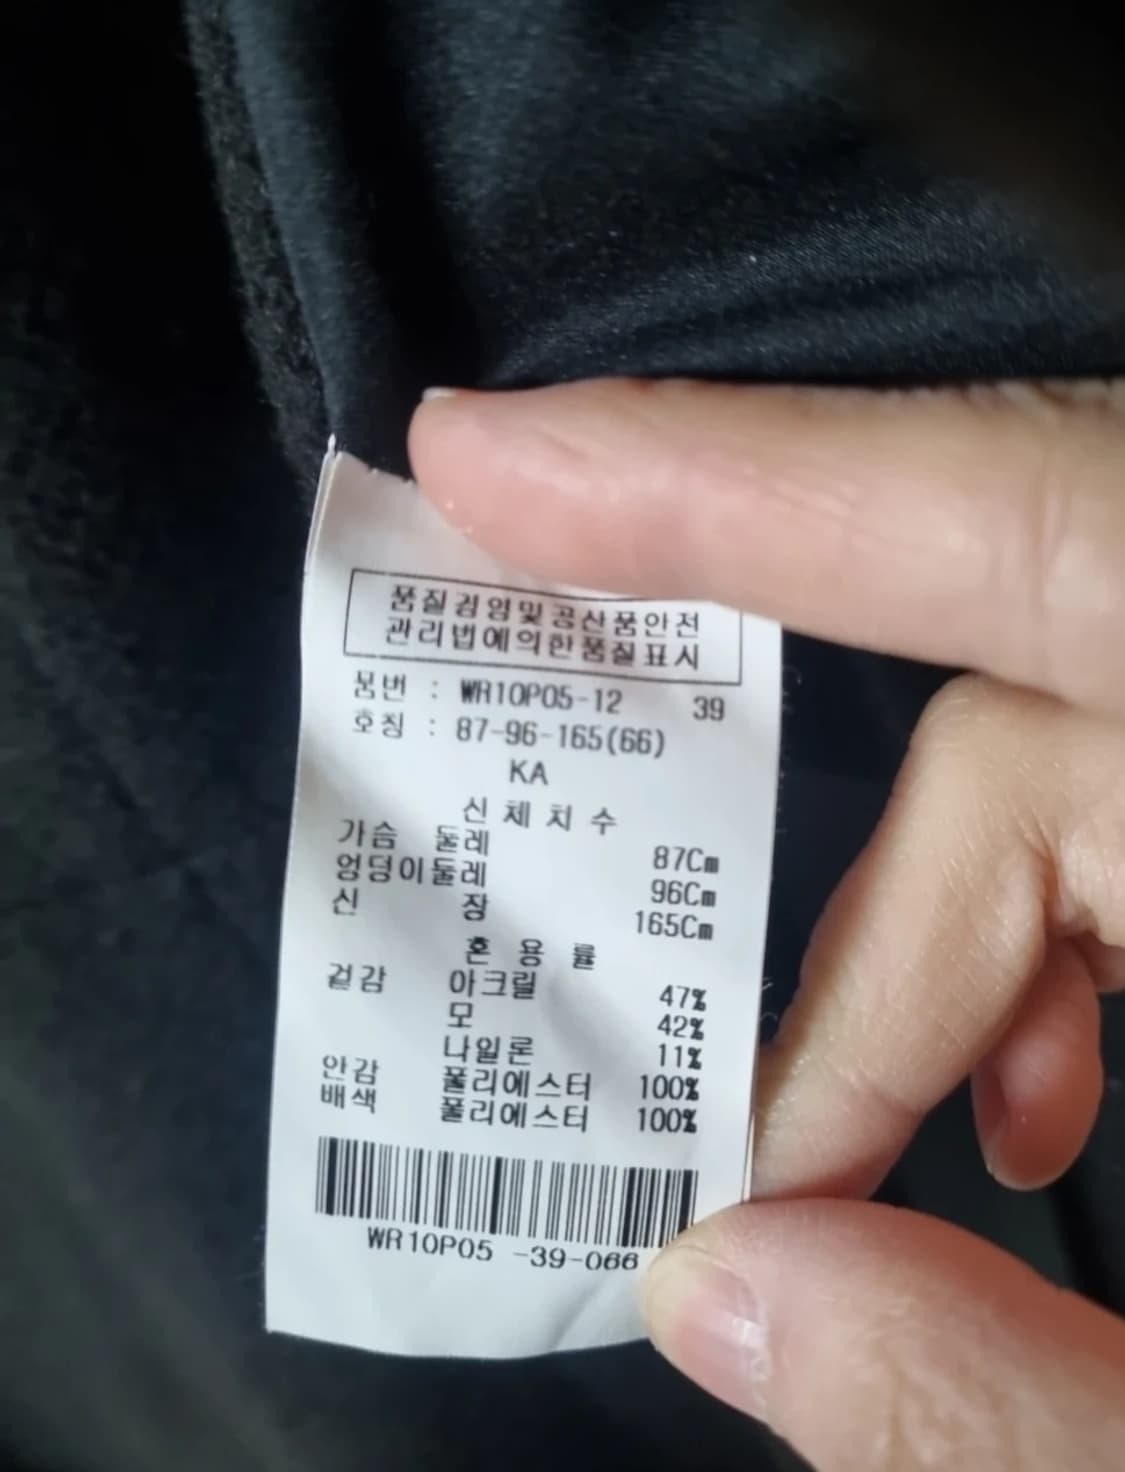 품질경영및공산품안전
관리법에의한품질표시
품번 : WR10P05-12 39
호칭 : 87-96-165(66)
KA
신 체 치 수
가슴 둘레 87Cm
엉덩이둘레 96Cm
신 장 165Cm
혼 용 률
겉감 아크릴 47%
모 42%
나일론 11%
안감 폴리에스터 100%
배색 폴리에스터 100%
WR10P05 -39-066